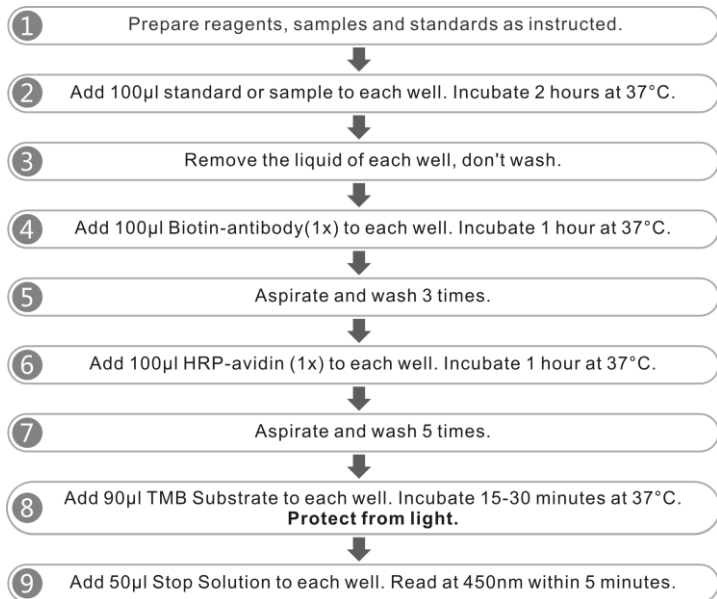 1 Prepare reagents, samples and standards as instructed.
2 Add 100μl standard or sample to each well. Incubate 2 hours at 37°C.
3 Remove the liquid of each well, don't wash.
4 Add 100μl Biotin-antibody(1x) to each well. Incubate 1 hour at 37°C.
5 Aspirate and wash 3 times.
6 Add 100μl HRP-avidin (1x) to each well. Incubate 1 hour at 37°C.
7 Aspirate and wash 5 times.
8 Add 90μl TMB Substrate to each well. Incubate 15-30 minutes at 37°C.
Protect from light.
9 Add 50μl Stop Solution to each well. Read at 450nm within 5 minutes.